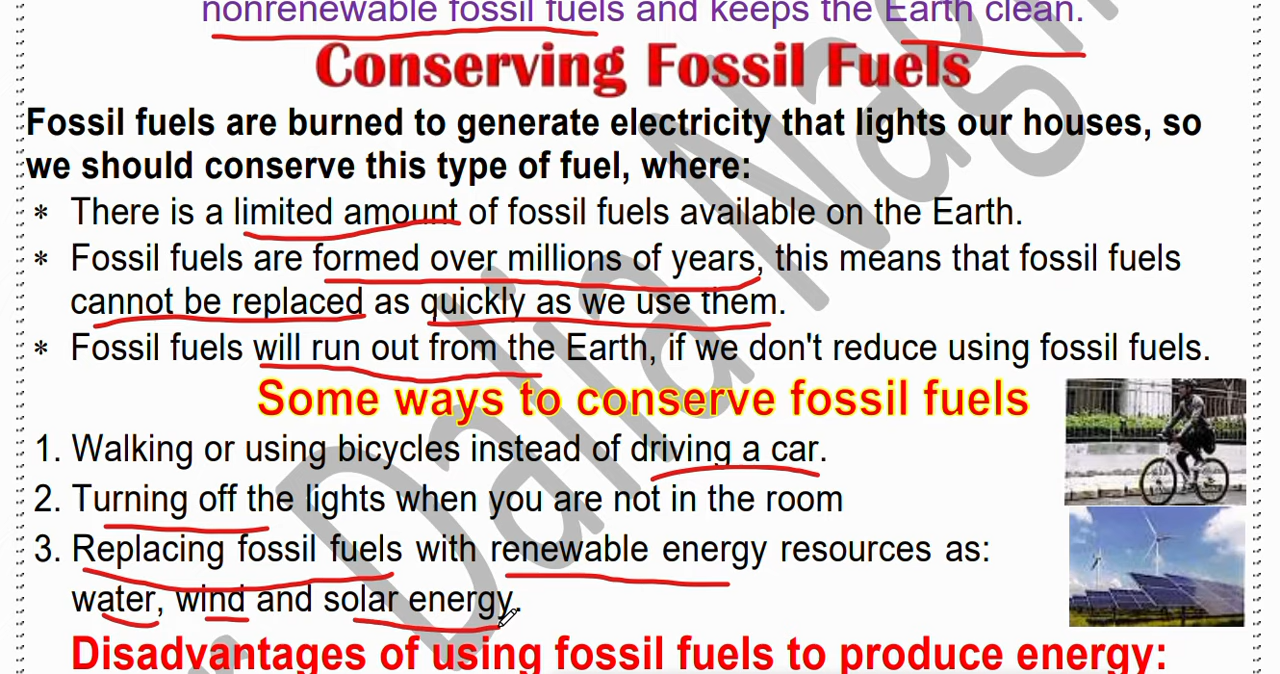 nonrenewable fossil fuels and keeps the Earth clean.
Conserving Fossil Fuels
Fossil fuels are burned to generate electricity that lights our houses, so
we should conserve this type of fuel, where:
* There is a limited amount of fossil fuels available on the Earth.
* Fossil fuels are formed over millions of years, this means that fossil fuels
cannot be replaced as quickly as we use them.
* Fossil fuels will run out from the Earth, if we don't reduce using fossil fuels.
Some ways to conserve fossil fuels
1. Walking or using bicycles instead of driving a car.
2. Turning off the lights when you are not in the room
3. Replacing fossil fuels with renewable energy resources as:
water, wind and solar energy.
Disadvantages of using fossil fuels to produce energy: